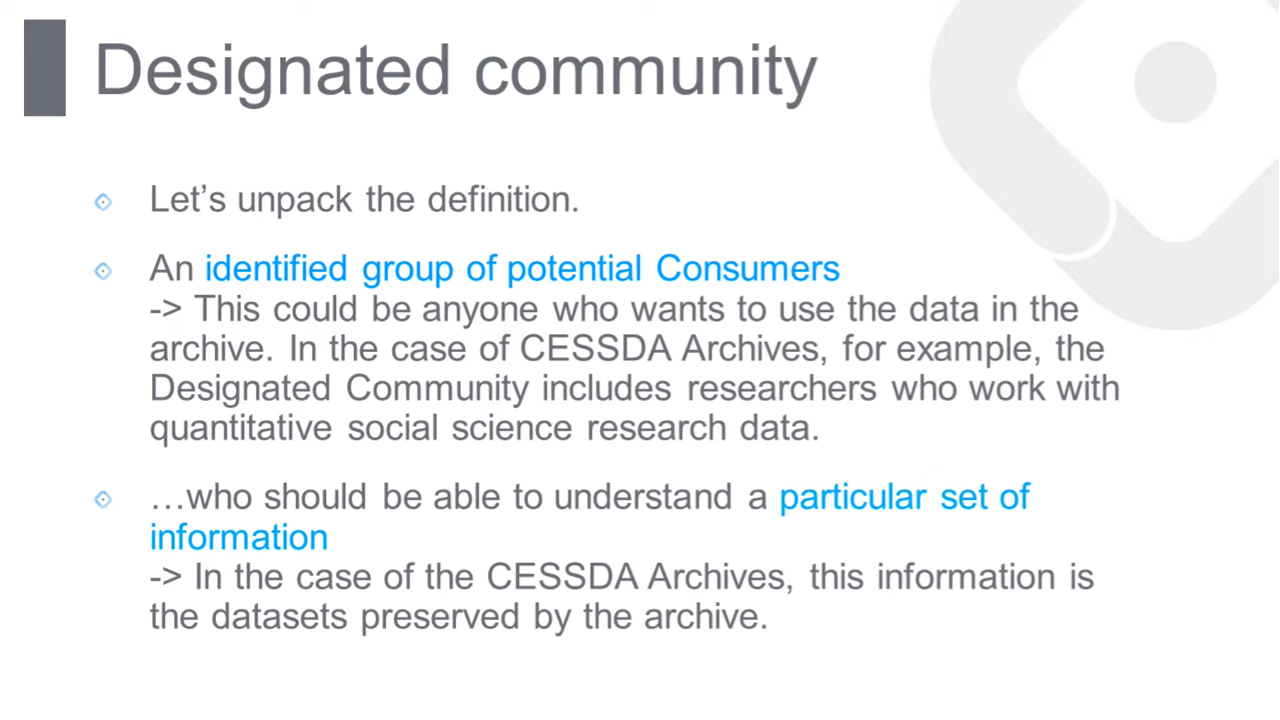 Designated community
Let’s unpack the definition.
An identified group of potential Consumers
-> This could be anyone who wants to use the data in the
archive. In the case of CESSDA Archives, for example, the
Designated Community includes researchers who work with
quantitative social science research data.
…who should be able to understand a particular set of
information
-> In the case of the CESSDA Archives, this information is
the datasets preserved by the archive.